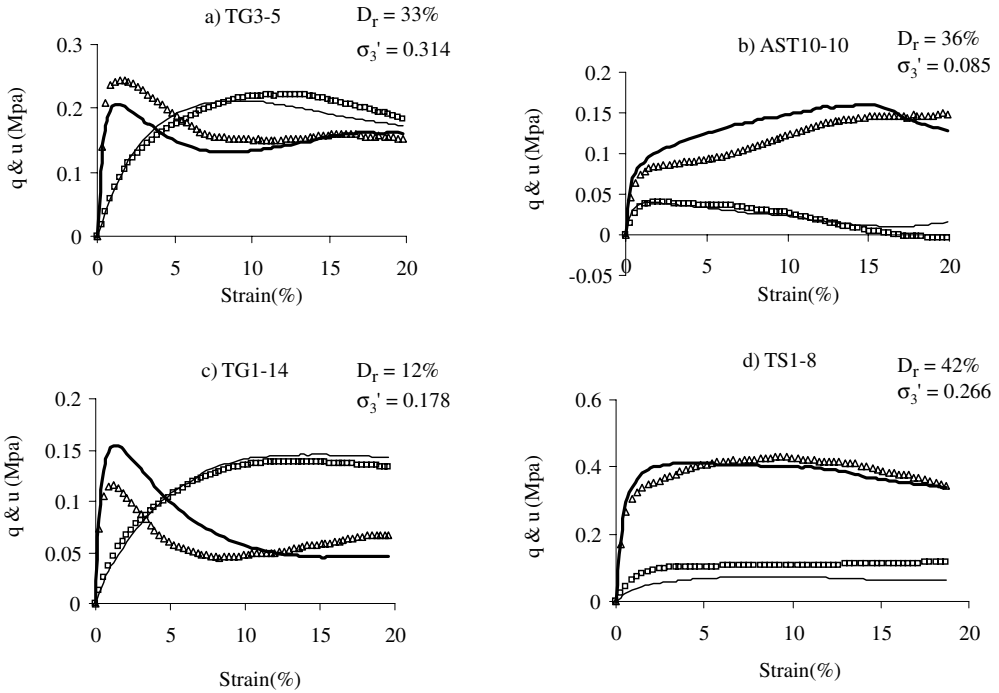 a) TG3-5
D_r = 33%
σ_3' = 0.314
q & u (Mpa)
0.3
0.2
0.1
0
0 5 10 15 20
Strain(%)
b) AST10-10
D_r = 36%
σ_3' = 0.085
q & u (Mpa)
0.2
0.15
0.1
0.05
0
-0.05
0 5 10 15 20
Strain(%)
c) TG1-14
D_r = 12%
σ_3' = 0.178
q & u (Mpa)
0.2
0.15
0.1
0.05
0
0 5 10 15 20
Strain(%)
d) TS1-8
D_r = 42%
σ_3' = 0.266
q & u (Mpa)
0.6
0.4
0.2
0
0 5 10 15 20
Strain(%)